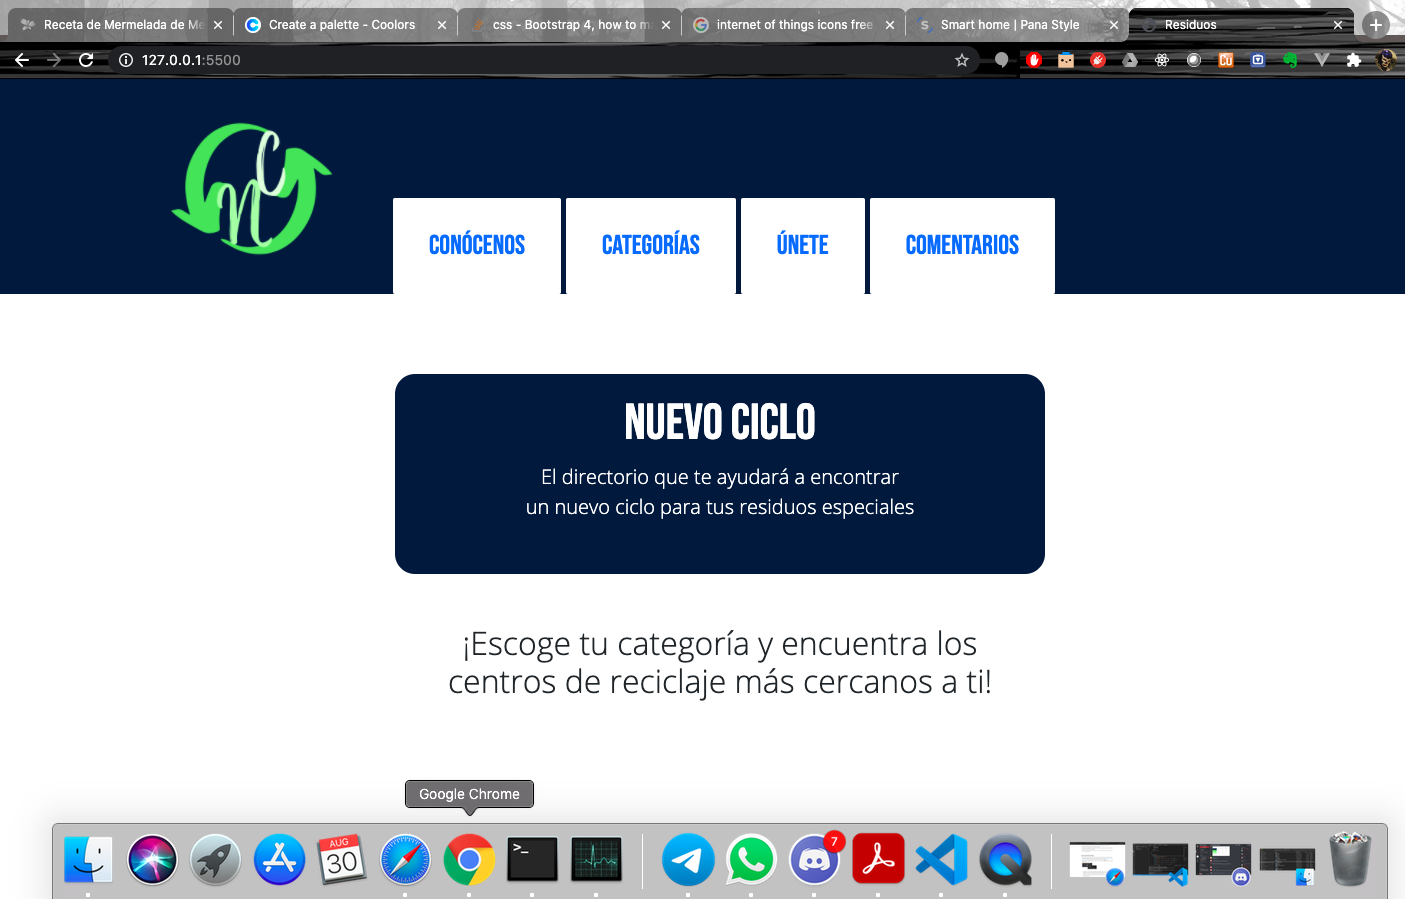 Receta de Mermelada de Me
Create a palette - Coolors
css - Bootstrap 4, how to m
internet of things icons free
Smart home | Pana Style
Residuos
127.0.0.1:5500
Cu
nC
CONÓCENOS
CATEGORÍAS
ÚNETE
COMENTARIOS
NUEVO CICLO
El directorio que te ayudará a encontrar
un nuevo ciclo para tus residuos especiales
¡Escoge tu categoría y encuentra los
centros de reciclaje más cercanos a ti!
Google Chrome
AUG
30
>_
7